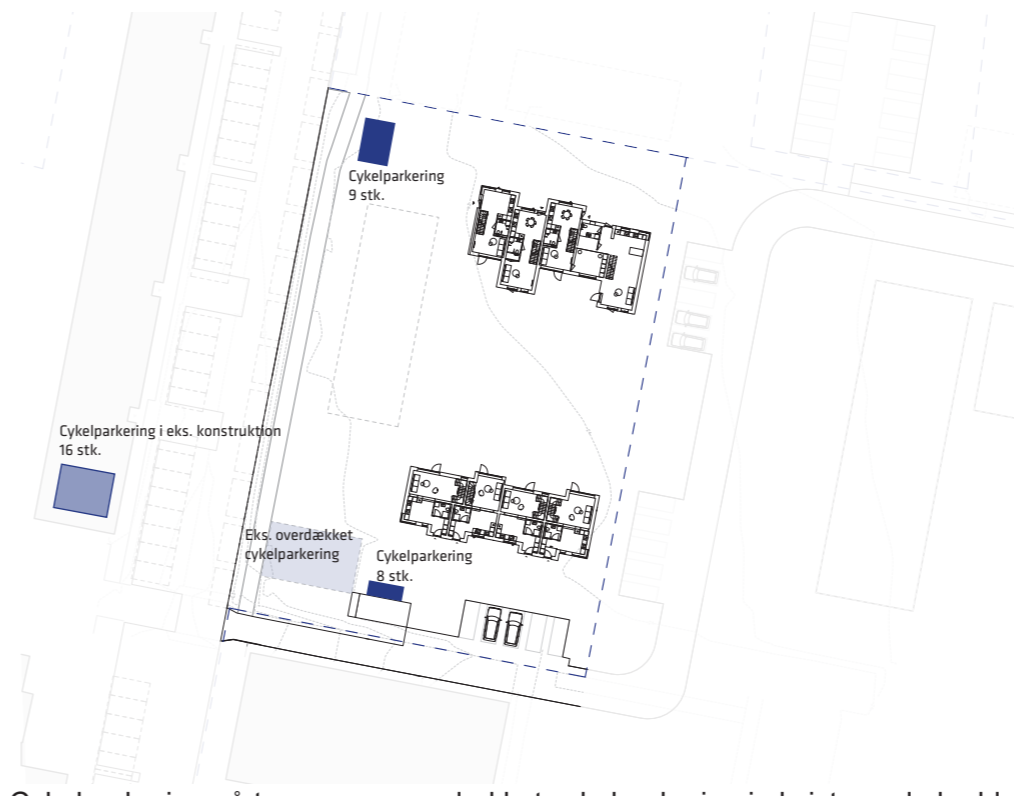 Cykelparkering
9 stk.
Cykelparkering i eks. konstruktion
16 stk.
Eks. overdækket
cykelparkering
Cykelparkering
8 stk.